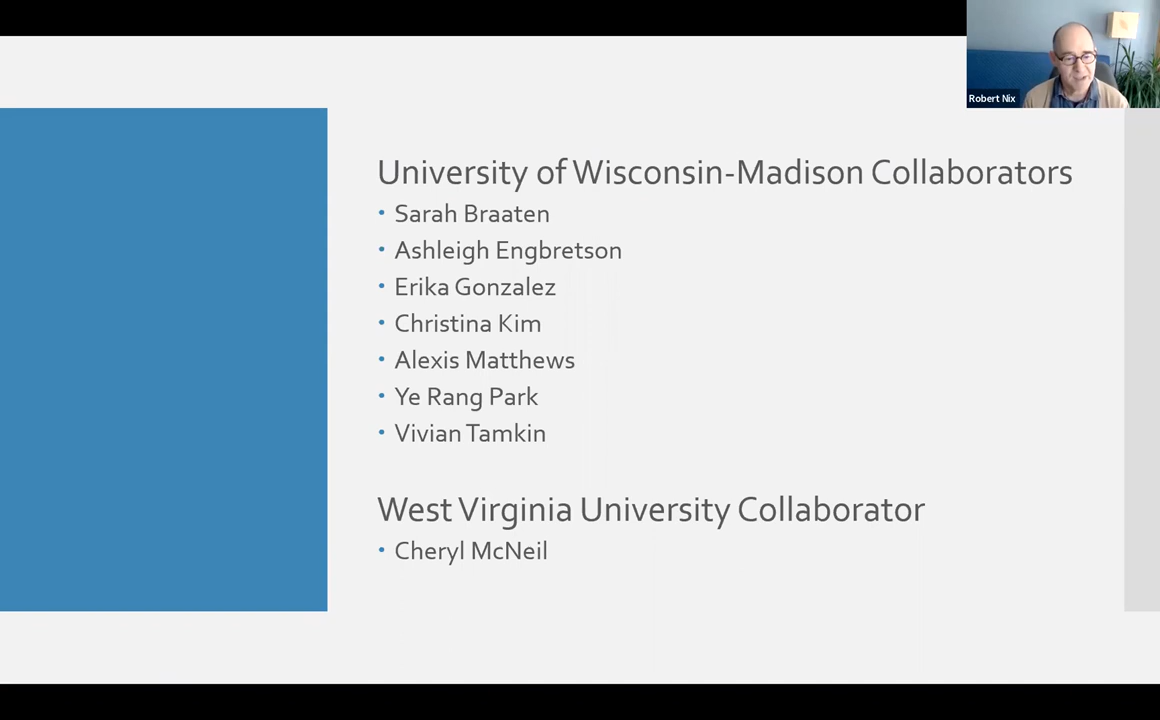 Robert Nix
University of Wisconsin-Madison Collaborators
• Sarah Braaten
• Ashleigh Engbretson
• Erika Gonzalez
• Christina Kim
• Alexis Matthews
• Ye Rang Park
• Vivian Tamkin
West Virginia University Collaborator
• Cheryl McNeil